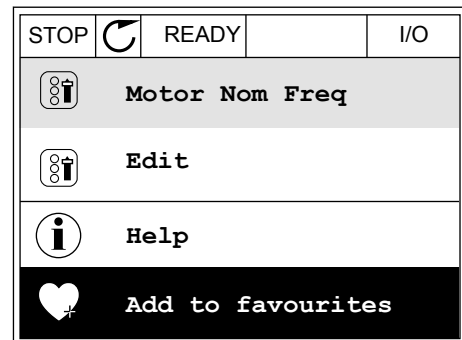 STOP READY I/O
Motor Nom Freq
Edit
Help
Add to favourites